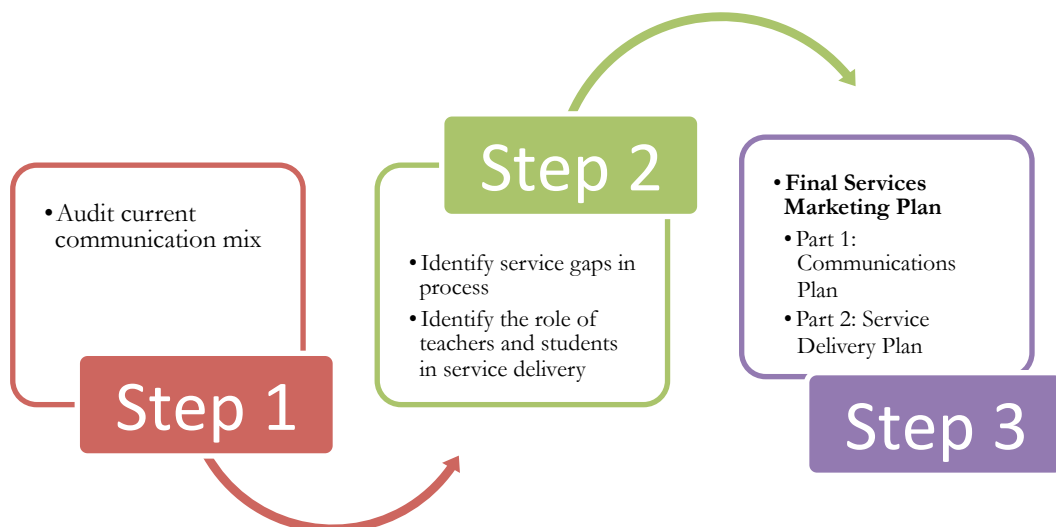 • Audit current
communication mix
Step 1
Step 2
• Identify service gaps in
process
• Identify the role of
teachers and students
in service delivery
• Final Services
Marketing Plan
• Part 1:
Communications
Plan
• Part 2: Service
Delivery Plan
Step 3